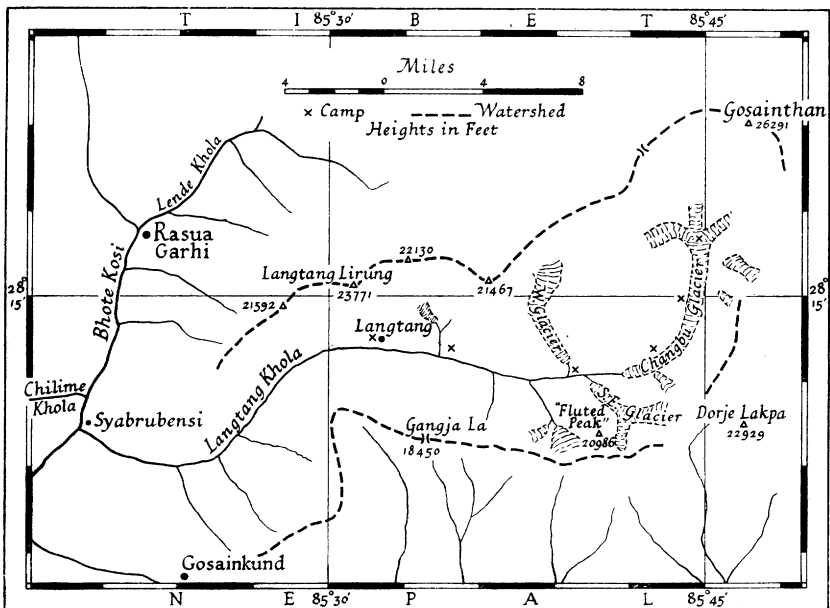 T I B E T
85°30'
85°45'
Miles
4 0 4 8
× Camp Watershed
Heights in Feet
Gosainthan
26291
Lende Khola
Rasua
Garhi
Bhote Kosi
22130
Langtang Lirung
23771
21592
21467
28°
15'
28°
15'
Langtang
N.W. Glacier
Changbu Glacier
Langtang Khola
Chilime
Khola
Syabrubensi
S.E.
Glacier
"Fluted
Peak"
20986
Gangja La
18450
Dorje Lakpa
22929
Gosainkund
N E P A L
85°30'
85°45'